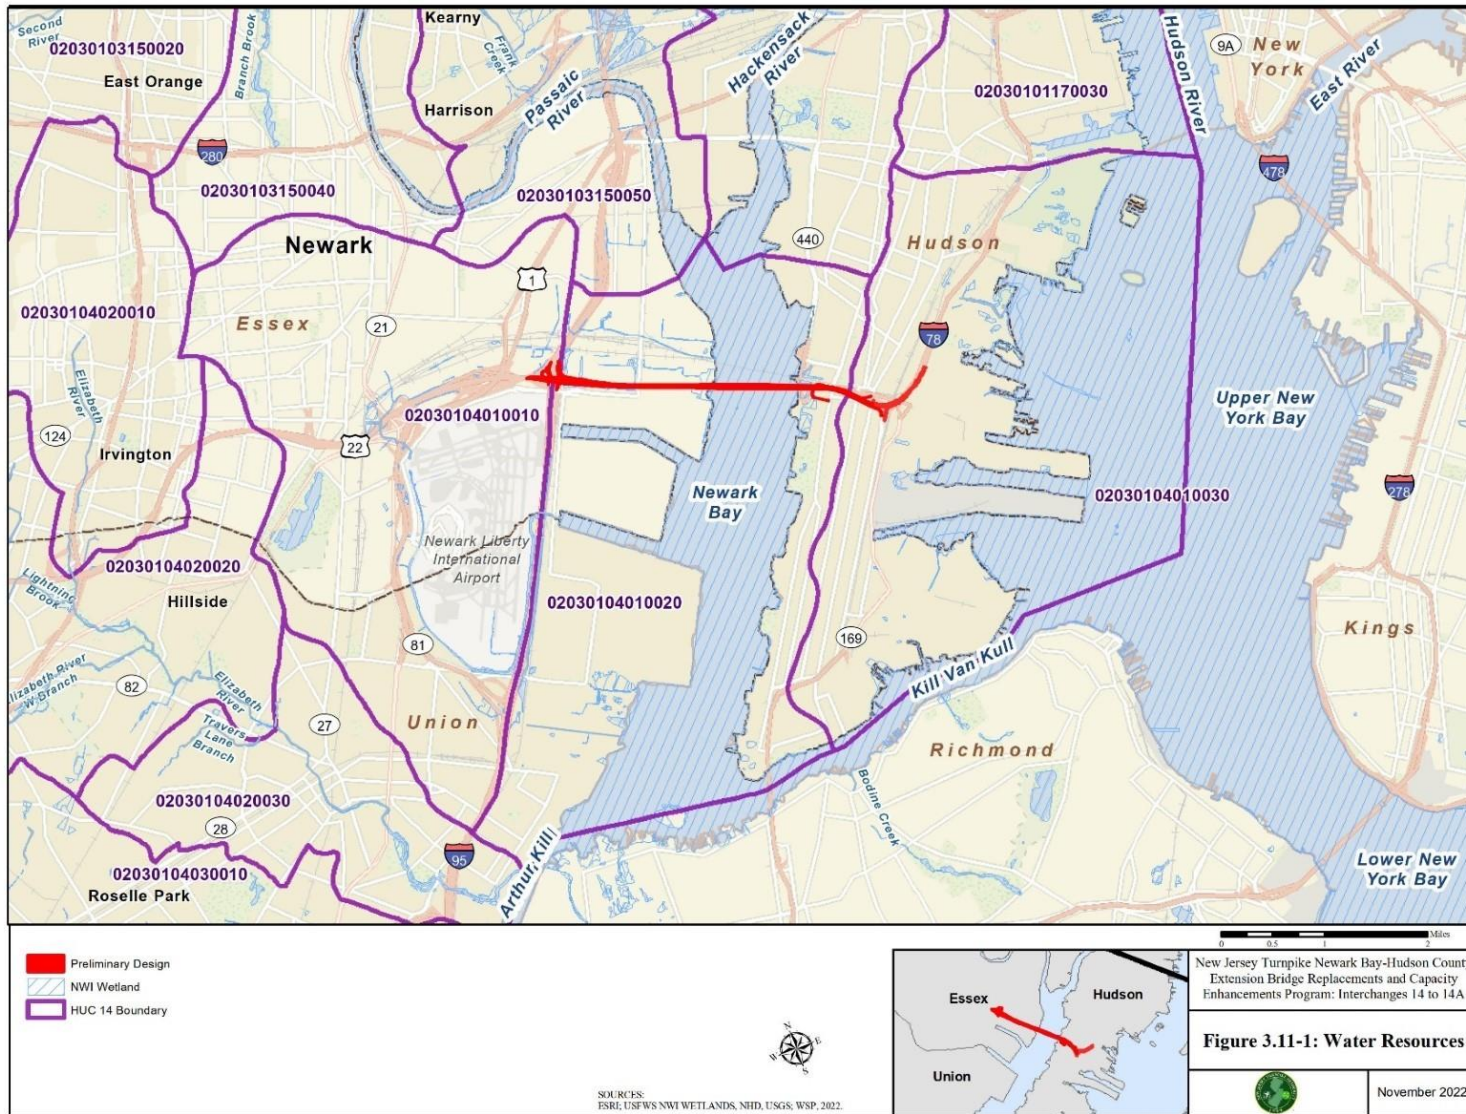 Second
River
02030103150020
East Orange
Branch Brook
Kearny
Frank
Creek
Harrison
Passaic
River
Hackensack
River
02030101170030
Hudson River
9A
New
York
East River
280
478
02030103150040
02030103150050
Newark
440
Hudson
1
02030104020010
Essex
21
78
Elizabeth
River
02030104010010
Upper New
York Bay
124
Irvington
22
Newark
Bay
02030104010030
278
Newark Liberty
International
Airport
02030104020020
Lightning
Brook
Hillside
02030104010020
81
169
Kings
Kill Van Kull
lizabeth River
W Branch
82
Elizabeth
River
Travers
Lane
Branch
27
Union
Richmond
Bodine Creek
02030104020030
28
95
Arthur Kill
02030104030010
Roselle Park
Lower New
York Bay
Preliminary Design
NWI Wetland
HUC 14 Boundary
N
W E
S
SOURCES:
ESRI; USFWS NWI WETLANDS, NHD, USGS; WSP, 2022.
Essex
Hudson
Union
Miles
0 0.5 1 2
New Jersey Turnpike Newark Bay-Hudson County
Extension Bridge Replacements and Capacity
Enhancements Program: Interchanges 14 to 14A
Figure 3.11-1: Water Resources
November 2022